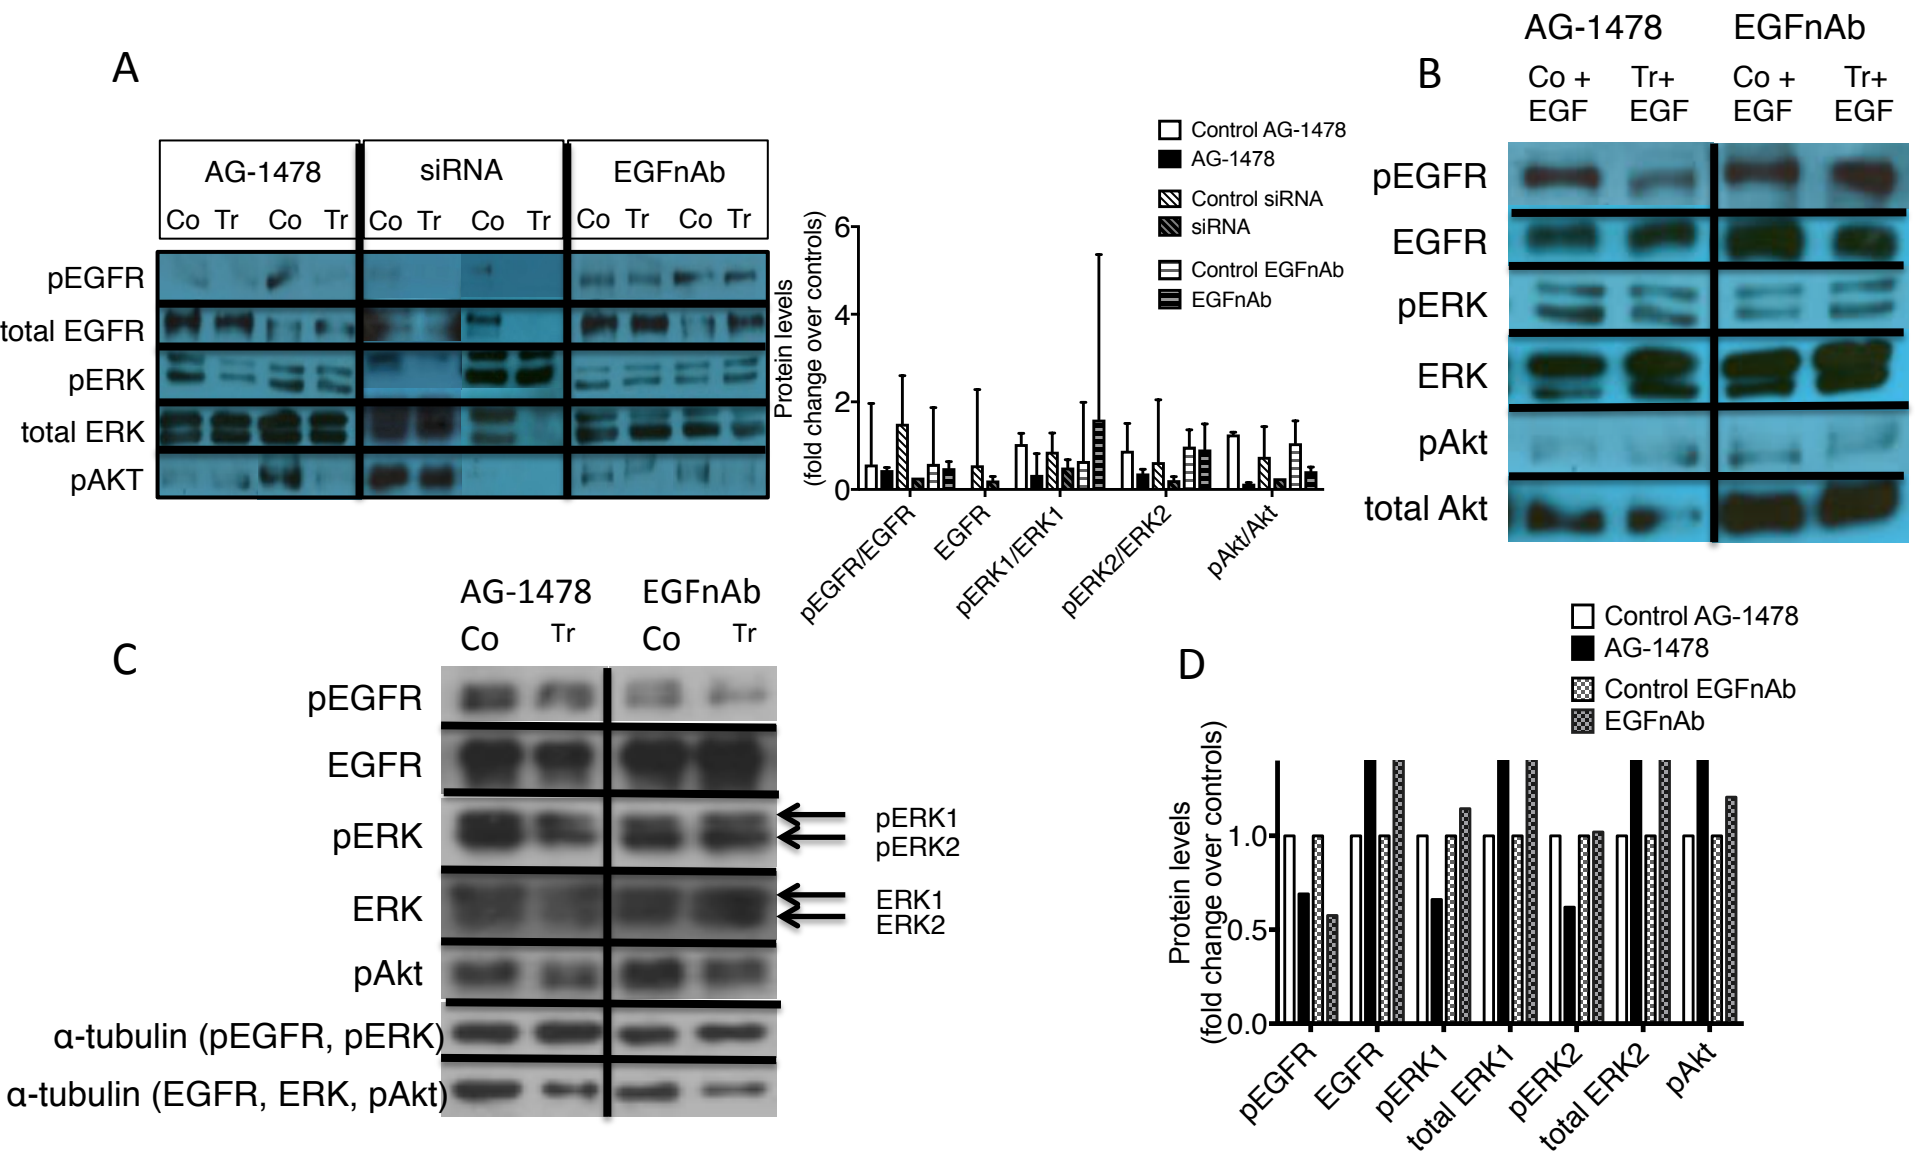 A
AG-1478 siRNA EGFnAb
Co Tr Co Tr Co Tr Co Tr Co Tr Co Tr
pEGFR
total EGFR
pERK
total ERK
pAKT
Protein levels
(fold change over controls)
6
4
2
0
Control AG-1478
AG-1478
Control siRNA
siRNA
Control EGFnAb
EGFnAb
pEGFR/EGFR
EGFR
pERK1/ERK1
pERK2/ERK2
pAkt/Akt
B
AG-1478 EGFnAb
Co + Tr+ Co + Tr+
EGF EGF EGF EGF
pEGFR
EGFR
pERK
ERK
pAkt
total Akt
C
AG-1478 EGFnAb
Co Tr Co Tr
pEGFR
EGFR
pERK
pERK1
pERK2
ERK
ERK1
ERK2
pAkt
α-tubulin (pEGFR, pERK)
α-tubulin (EGFR, ERK, pAkt)
D
Control AG-1478
AG-1478
Control EGFnAb
EGFnAb
Protein levels
(fold change over controls)
1.0
0.5
0.0
pEGFR
EGFR
pERK1
total ERK1
pERK2
total ERK2
pAkt